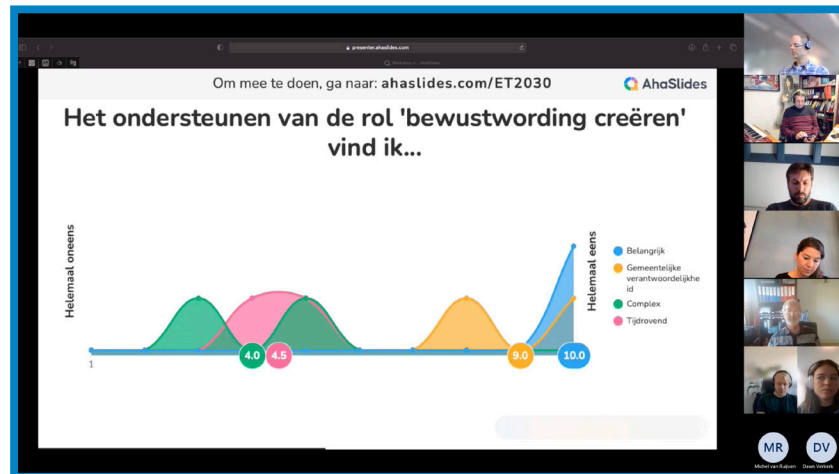 presenter.ahaslides.com
Om mee te doen, ga naar: ahaslides.com/ET2030
AhaSlides
Het ondersteunen van de rol 'bewustwording creëren'
vind ik...
Helemaal oneens
Helemaal eens
Belangrijk
Gemeentelijke
verantwoordelijkhe
id
Complex
Tijdrovend
4.0
4.5
9.0
10.0
1
MR
DV
Michel van Ruijven
Dawn Verkerk